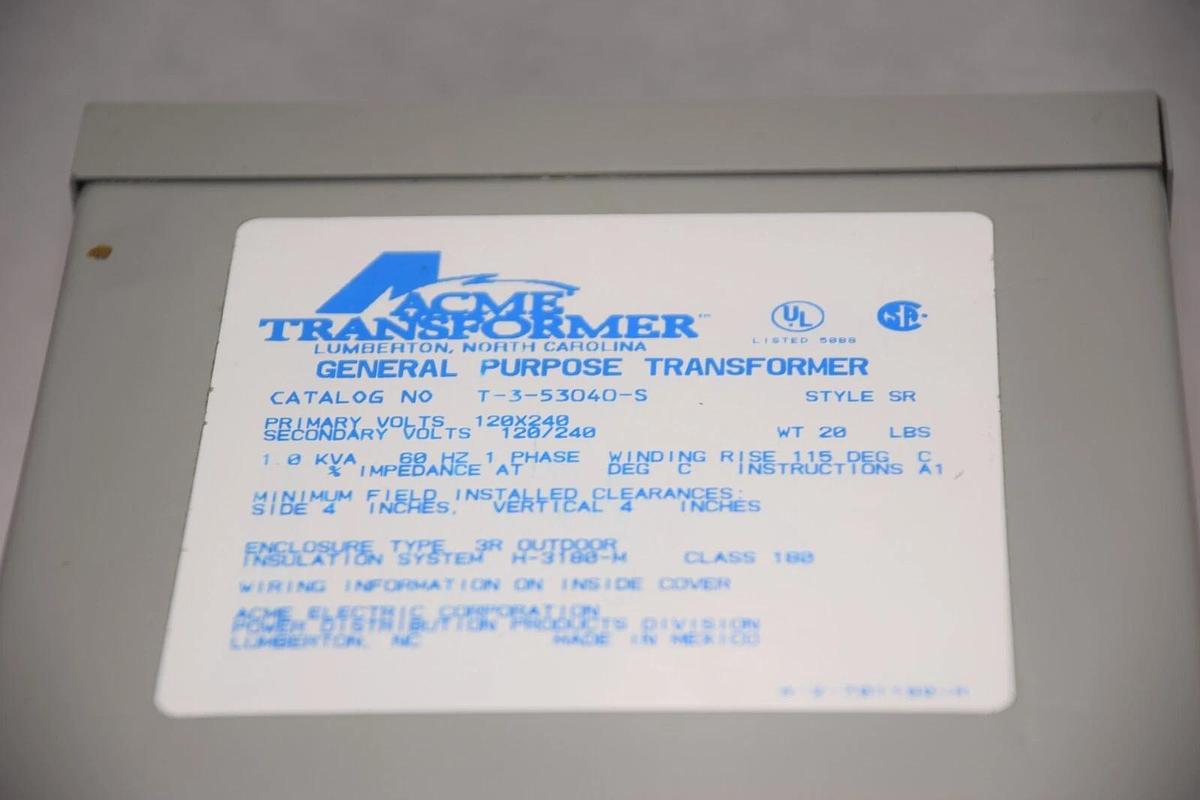 ACME
TRANSFORMER™
LUMBERTON, NORTH CAROLINA
UL
LISTED 5088
SA
GENERAL PURPOSE TRANSFORMER
CATALOG NO T-3-53040-S STYLE SR
PRIMARY VOLTS 120X240
SECONDARY VOLTS 120/240 WT 20 LBS
1.0 KVA 60 HZ 1 PHASE WINDING RISE 115 DEG C
% IMPEDANCE AT DEG C INSTRUCTIONS A1
MINIMUM FIELD INSTALLED CLEARANCES:
SIDE 4 INCHES, VERTICAL 4 INCHES
ENCLOSURE TYPE 3R OUTDOOR
INSULATION SYSTEM H-3180-M CLASS 180
WIRING INFORMATION ON INSIDE COVER
ACME ELECTRIC CORPORATION
POWER DISTRIBUTION PRODUCTS DIVISION
LUMBERTON, NC MADE IN MEXICO